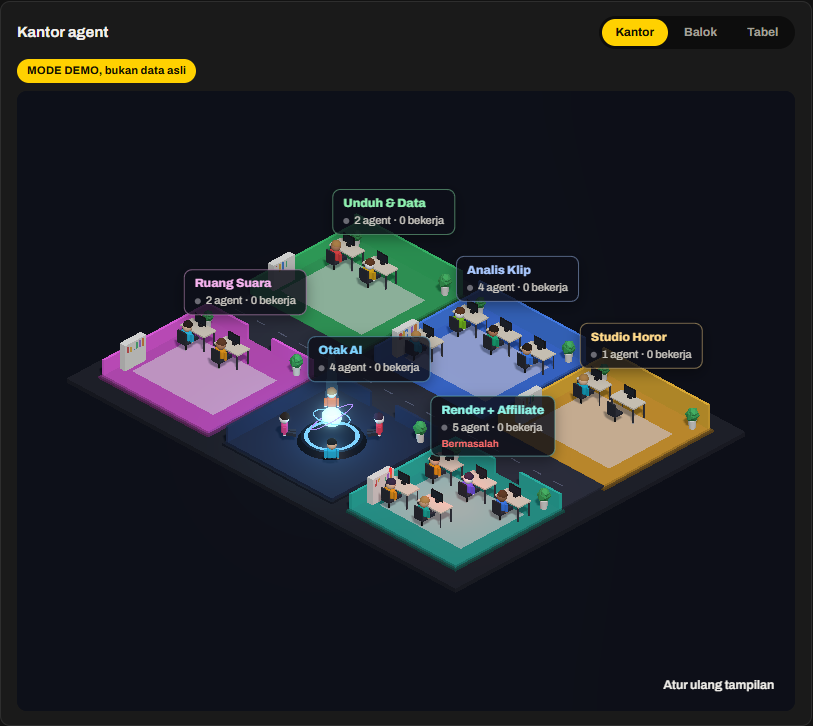 Kantor agent
Kantor
Balok
Tabel
MODE DEMO, bukan data asli
Unduh & Data
2 agent · 0 bekerja
Analis Klip
4 agent · 0 bekerja
Ruang Suara
2 agent · 0 bekerja
Studio Horor
1 agent · 0 bekerja
Otak AI
4 agent · 0 bekerja
Render + Affiliate
5 agent · 0 bekerja
Bermasalah
Atur ulang tampilan